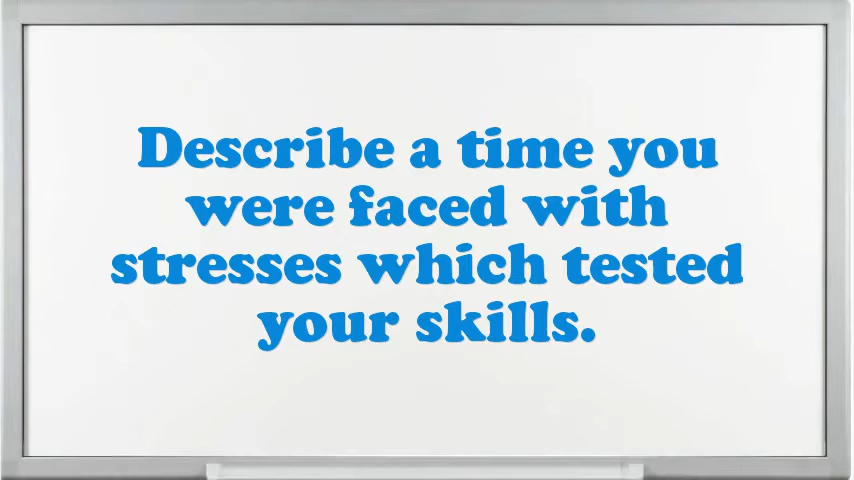 Describe a time you
were faced with
stresses which tested
your skills.